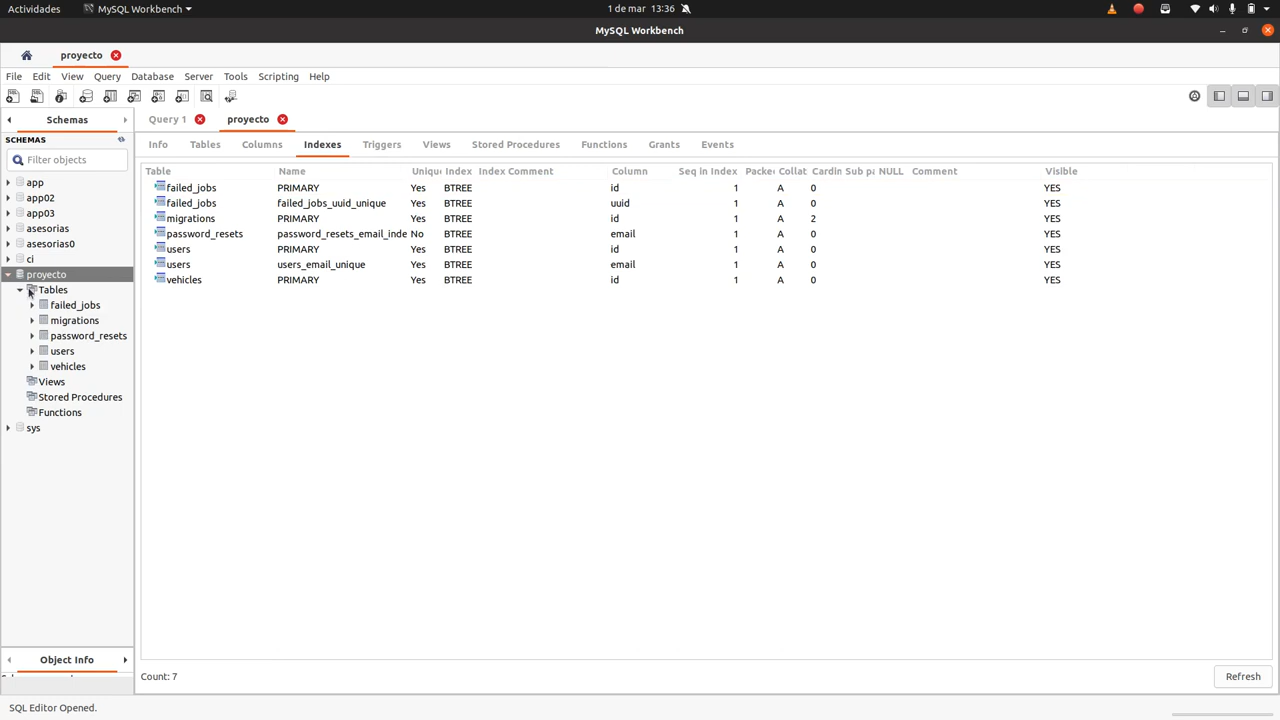 Actividades MySQL Workbench 1 de mar 13:36
MySQL Workbench
proyecto
File Edit View Query Database Server Tools Scripting Help
Schemas Query 1 proyecto
SCHEMAS Info Tables Columns Indexes Triggers Views Stored Procedures Functions Grants Events
Filter objects
app
app02
app03
asesorias
asesorias0
ci
proyecto
Tables
failed_jobs
migrations
password_resets
users
vehicles
Views
Stored Procedures
Functions
sys
Table Name Uniqu Index Index Comment Column Seq in Index Packe Collat Cardin Sub pa NULL Comment Visible
failed_jobs PRIMARY Yes BTREE id 1 A 0 YES
failed_jobs failed_jobs_uuid_unique Yes BTREE uuid 1 A 0 YES
migrations PRIMARY Yes BTREE id 1 A 2 YES
password_resets password_resets_email_inde No BTREE email 1 A 0 YES
users PRIMARY Yes BTREE id 1 A 0 YES
users users_email_unique Yes BTREE email 1 A 0 YES
vehicles PRIMARY Yes BTREE id 1 A 0 YES
Object Info
Count: 7 Refresh
SQL Editor Opened.